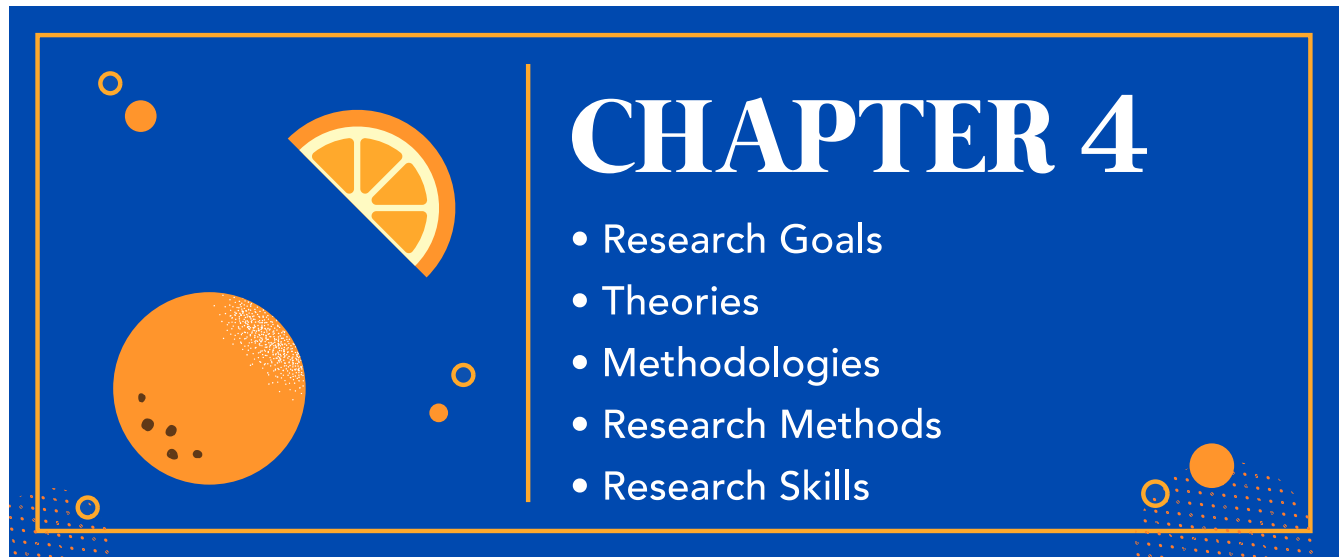 CHAPTER 4
• Research Goals
• Theories
• Methodologies
• Research Methods
• Research Skills